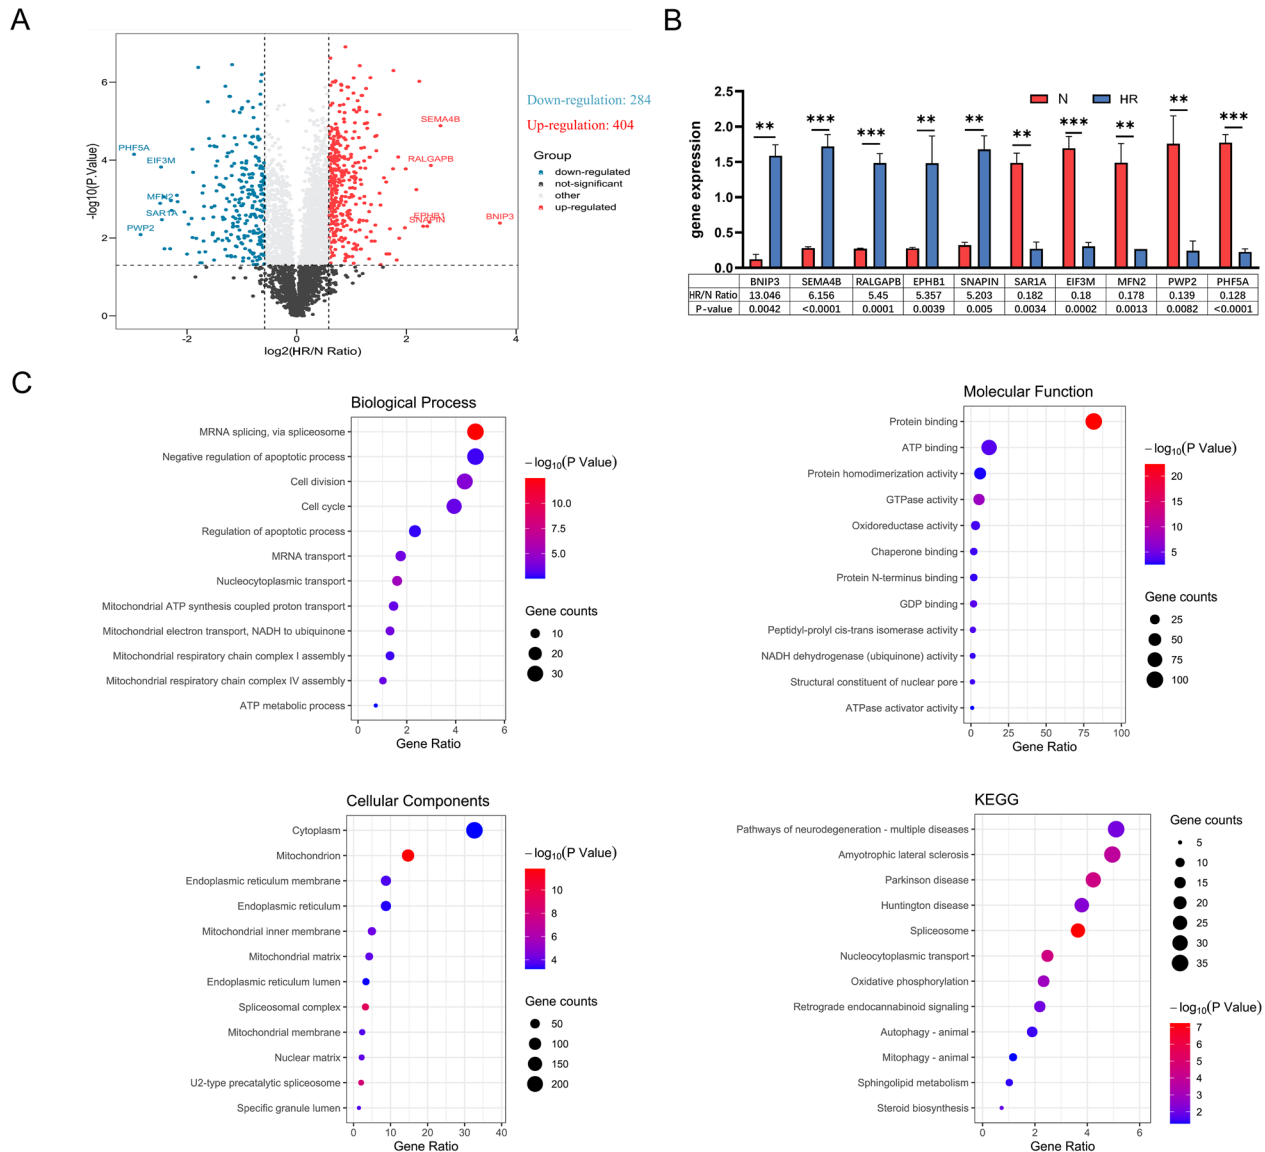 A
-log10(P.Value)
6
4
2
0
-2
0
2
4
log2(HR/N Ratio)
PHF5A
EIF3M
MFN2
SAR1A
PWP2
SEMA4B
RALGAPB
EPHB1
SNAPIN
BNIP3
Down-regulation: 284
Up-regulation: 404
Group
down-regulated
not-significant
other
up-regulated
B
gene expression
2.5
2.0
1.5
1.0
0.5
0.0
N HR
** *** *** ** ** ** *** ** ** ***
BNIP3 SEMA4B RALGAPB EPHB1 SNAPIN SAR1A EIF3M MFN2 PWP2 PHF5A
HR/N Ratio 13.046 6.156 5.45 5.357 5.203 0.182 0.18 0.178 0.139 0.128
P-value 0.0042 <0.0001 0.0001 0.0039 0.005 0.0034 0.0002 0.0013 0.0082 <0.0001
C
Biological Process
MRNA splicing, via spliceosome
Negative regulation of apoptotic process
Cell division
Cell cycle
Regulation of apoptotic process
MRNA transport
Nucleocytoplasmic transport
Mitochondrial ATP synthesis coupled proton transport
Mitochondrial electron transport, NADH to ubiquinone
Mitochondrial respiratory chain complex I assembly
Mitochondrial respiratory chain complex IV assembly
ATP metabolic process
0 2 4 6
Gene Ratio
−log10(P Value)
10.0
7.5
5.0
Gene counts
10
20
30
Molecular Function
Protein binding
ATP binding
Protein homodimerization activity
GTPase activity
Oxidoreductase activity
Chaperone binding
Protein N-terminus binding
GDP binding
Peptidyl-prolyl cis-trans isomerase activity
NADH dehydrogenase (ubiquinone) activity
Structural constituent of nuclear pore
ATPase activator activity
0 25 50 75 100
Gene Ratio
−log10(P Value)
20
15
10
5
Gene counts
25
50
75
100
Cellular Components
Cytoplasm
Mitochondrion
Endoplasmic reticulum membrane
Endoplasmic reticulum
Mitochondrial inner membrane
Mitochondrial matrix
Endoplasmic reticulum lumen
Spliceosomal complex
Mitochondrial membrane
Nuclear matrix
U2-type precatalytic spliceosome
Specific granule lumen
0 10 20 30 40
Gene Ratio
−log10(P Value)
10
8
6
4
Gene counts
50
100
150
200
KEGG
Pathways of neurodegeneration - multiple diseases
Amyotrophic lateral sclerosis
Parkinson disease
Huntington disease
Spliceosome
Nucleocytoplasmic transport
Oxidative phosphorylation
Retrograde endocannabinoid signaling
Autophagy - animal
Mitophagy - animal
Sphingolipid metabolism
Steroid biosynthesis
0 2 4 6
Gene Ratio
Gene counts
5
10
15
20
25
30
35
−log10(P Value)
7
6
5
4
3
2